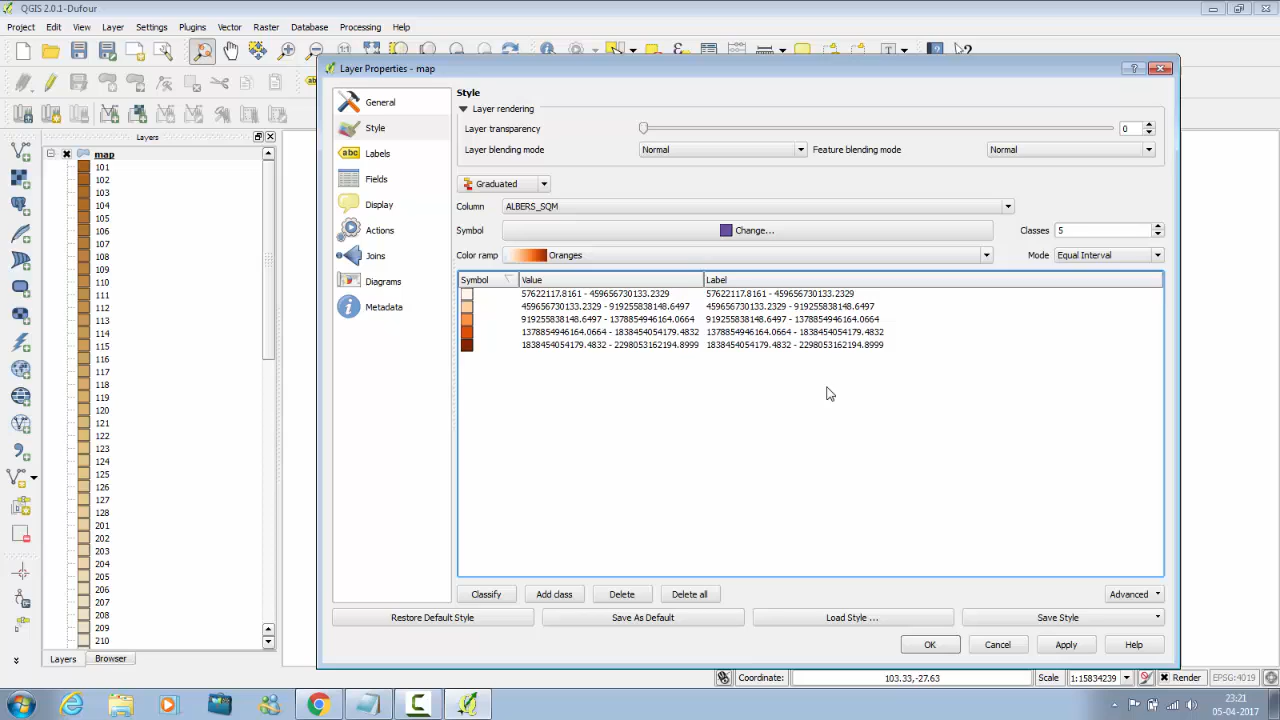 QGIS 2.0.1-Dufour
Project Edit View Layer Settings Plugins Vector Raster Database Processing Help
Layer Properties - map
Layers
map
101
102
103
104
105
106
107
108
109
110
111
112
113
114
115
116
117
118
119
120
121
122
123
124
125
126
127
128
201
202
203
204
205
206
207
208
209
210
Layers Browser
General
Style
abc Labels
Fields
Display
Actions
Joins
Diagrams
Metadata
Style
Layer rendering
Layer transparency 0
Layer blending mode Normal Feature blending mode Normal
Graduated
Column ALBERS_SQM
Symbol Change... Classes 5
Color ramp Oranges Mode Equal Interval
Symbol Value Label
57622117.8161 - 459656730133.2329 57622117.8161 - 459656730133.2329
459656730133.2329 - 919255838148.6497 459656730133.2329 - 919255838148.6497
919255838148.6497 - 1378854946164.0664 919255838148.6497 - 1378854946164.0664
1378854946164.0664 - 1838454054179.4832 1378854946164.0664 - 1838454054179.4832
1838454054179.4832 - 2298053162194.8999 1838454054179.4832 - 2298053162194.8999
Classify Add class Delete Delete all Advanced
Restore Default Style Save As Default Load Style ... Save Style
OK Cancel Apply Help
Coordinate: 103.33,-27.63 Scale 1:15834239 Render EPSG:4019
23:21
05-04-2017